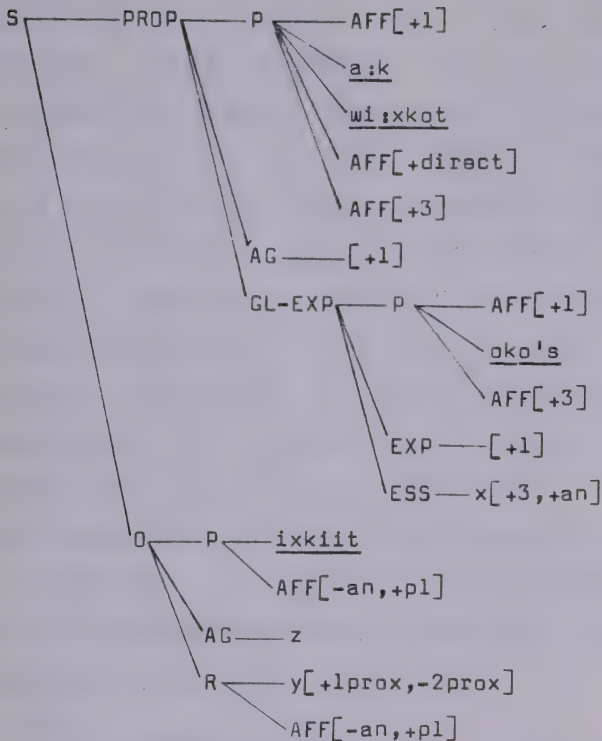 S PROP P AFF[+1]
a:k
wi:xkot
AFF[+direct]
AFF[+3]
AG [+1]
GL-EXP P AFF[+1]
oko's
AFF[+3]
EXP [+1]
ESS x[+3,+an]
O P ixkiit
AFF[-an,+pl]
AG z
R y[+1prox,-2prox]
AFF[-an,+pl]